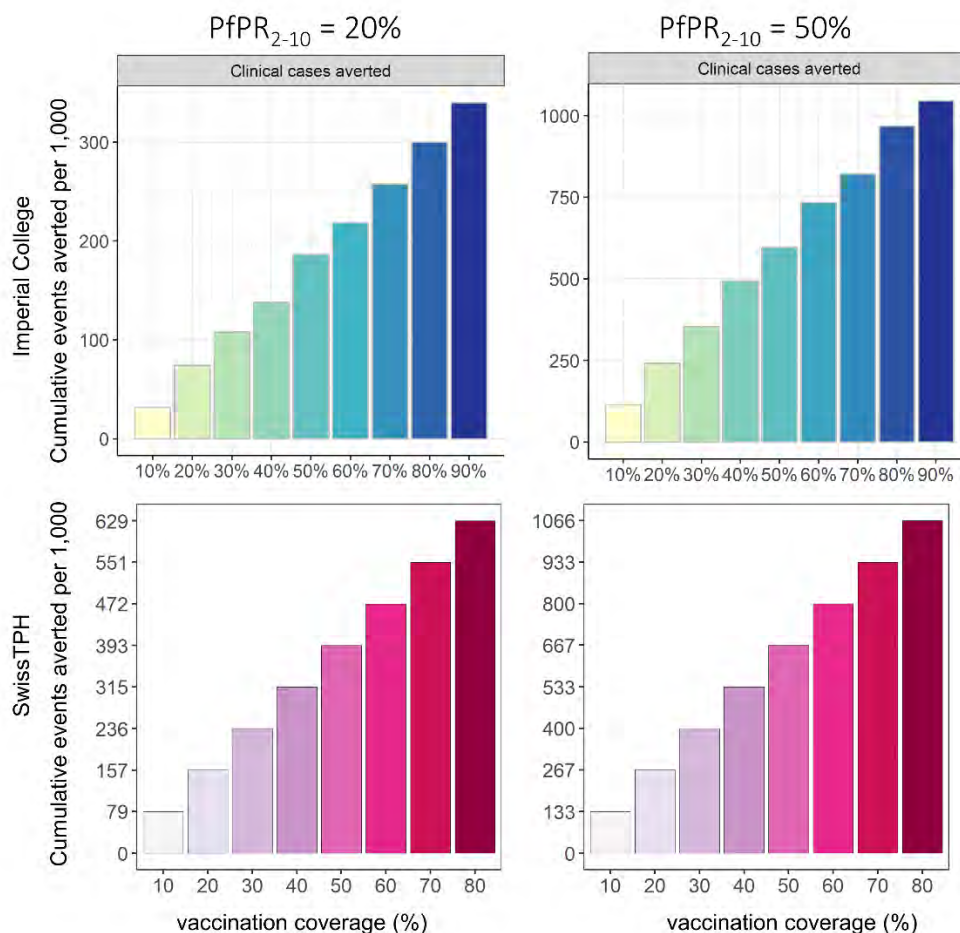 PfPR2-10 = 20%
PfPR2-10 = 50%
Clinical cases averted
Clinical cases averted
Imperial College
Cumulative events averted per 1,000
300
200
100
0
10% 20% 30% 40% 50% 60% 70% 80% 90%
1000
750
500
250
0
10% 20% 30% 40% 50% 60% 70% 80% 90%
SwissTPH
Cumulative events averted per 1,000
629
551
472
393
315
236
157
79
0
10 20 30 40 50 60 70 80
vaccination coverage (%)
1066
933
800
667
533
400
267
133
0
10 20 30 40 50 60 70 80
vaccination coverage (%)